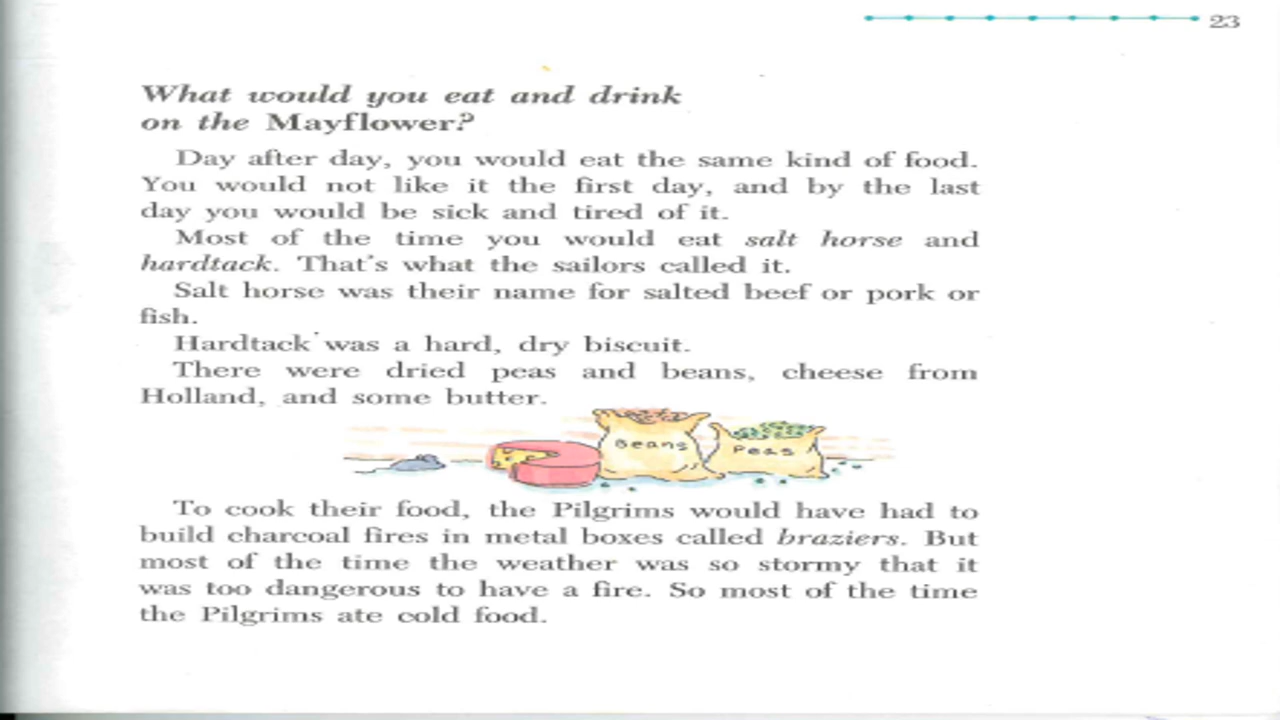 23
What would you eat and drink
on the Mayflower?
Day after day, you would eat the same kind of food.
You would not like it the first day, and by the last
day you would be sick and tired of it.
Most of the time you would eat salt horse and
hardtack. That's what the sailors called it.
Salt horse was their name for salted beef or pork or
fish.
Hardtack was a hard, dry biscuit.
There were dried peas and beans, cheese from
Holland, and some butter.
Beans
Peas
To cook their food, the Pilgrims would have had to
build charcoal fires in metal boxes called braziers. But
most of the time the weather was so stormy that it
was too dangerous to have a fire. So most of the time
the Pilgrims ate cold food.